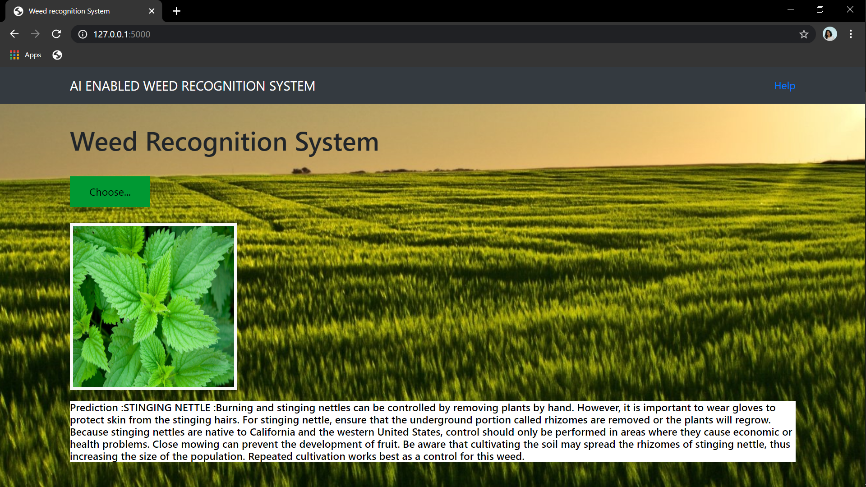 Weed recognition System
127.0.0.1:5000
Apps
AI ENABLED WEED RECOGNITION SYSTEM
Help
Weed Recognition System
Choose...
Prediction :STINGING NETTLE :Burning and stinging nettles can be controlled by removing plants by hand. However, it is important to wear gloves to
protect skin from the stinging hairs. For stinging nettle, ensure that the underground portion called rhizomes are removed or the plants will regrow.
Because stinging nettles are native to California and the western United States, control should only be performed in areas where they cause economic or
health problems. Close mowing can prevent the development of fruit. Be aware that cultivating the soil may spread the rhizomes of stinging nettle, thus
increasing the size of the population. Repeated cultivation works best as a control for this weed.